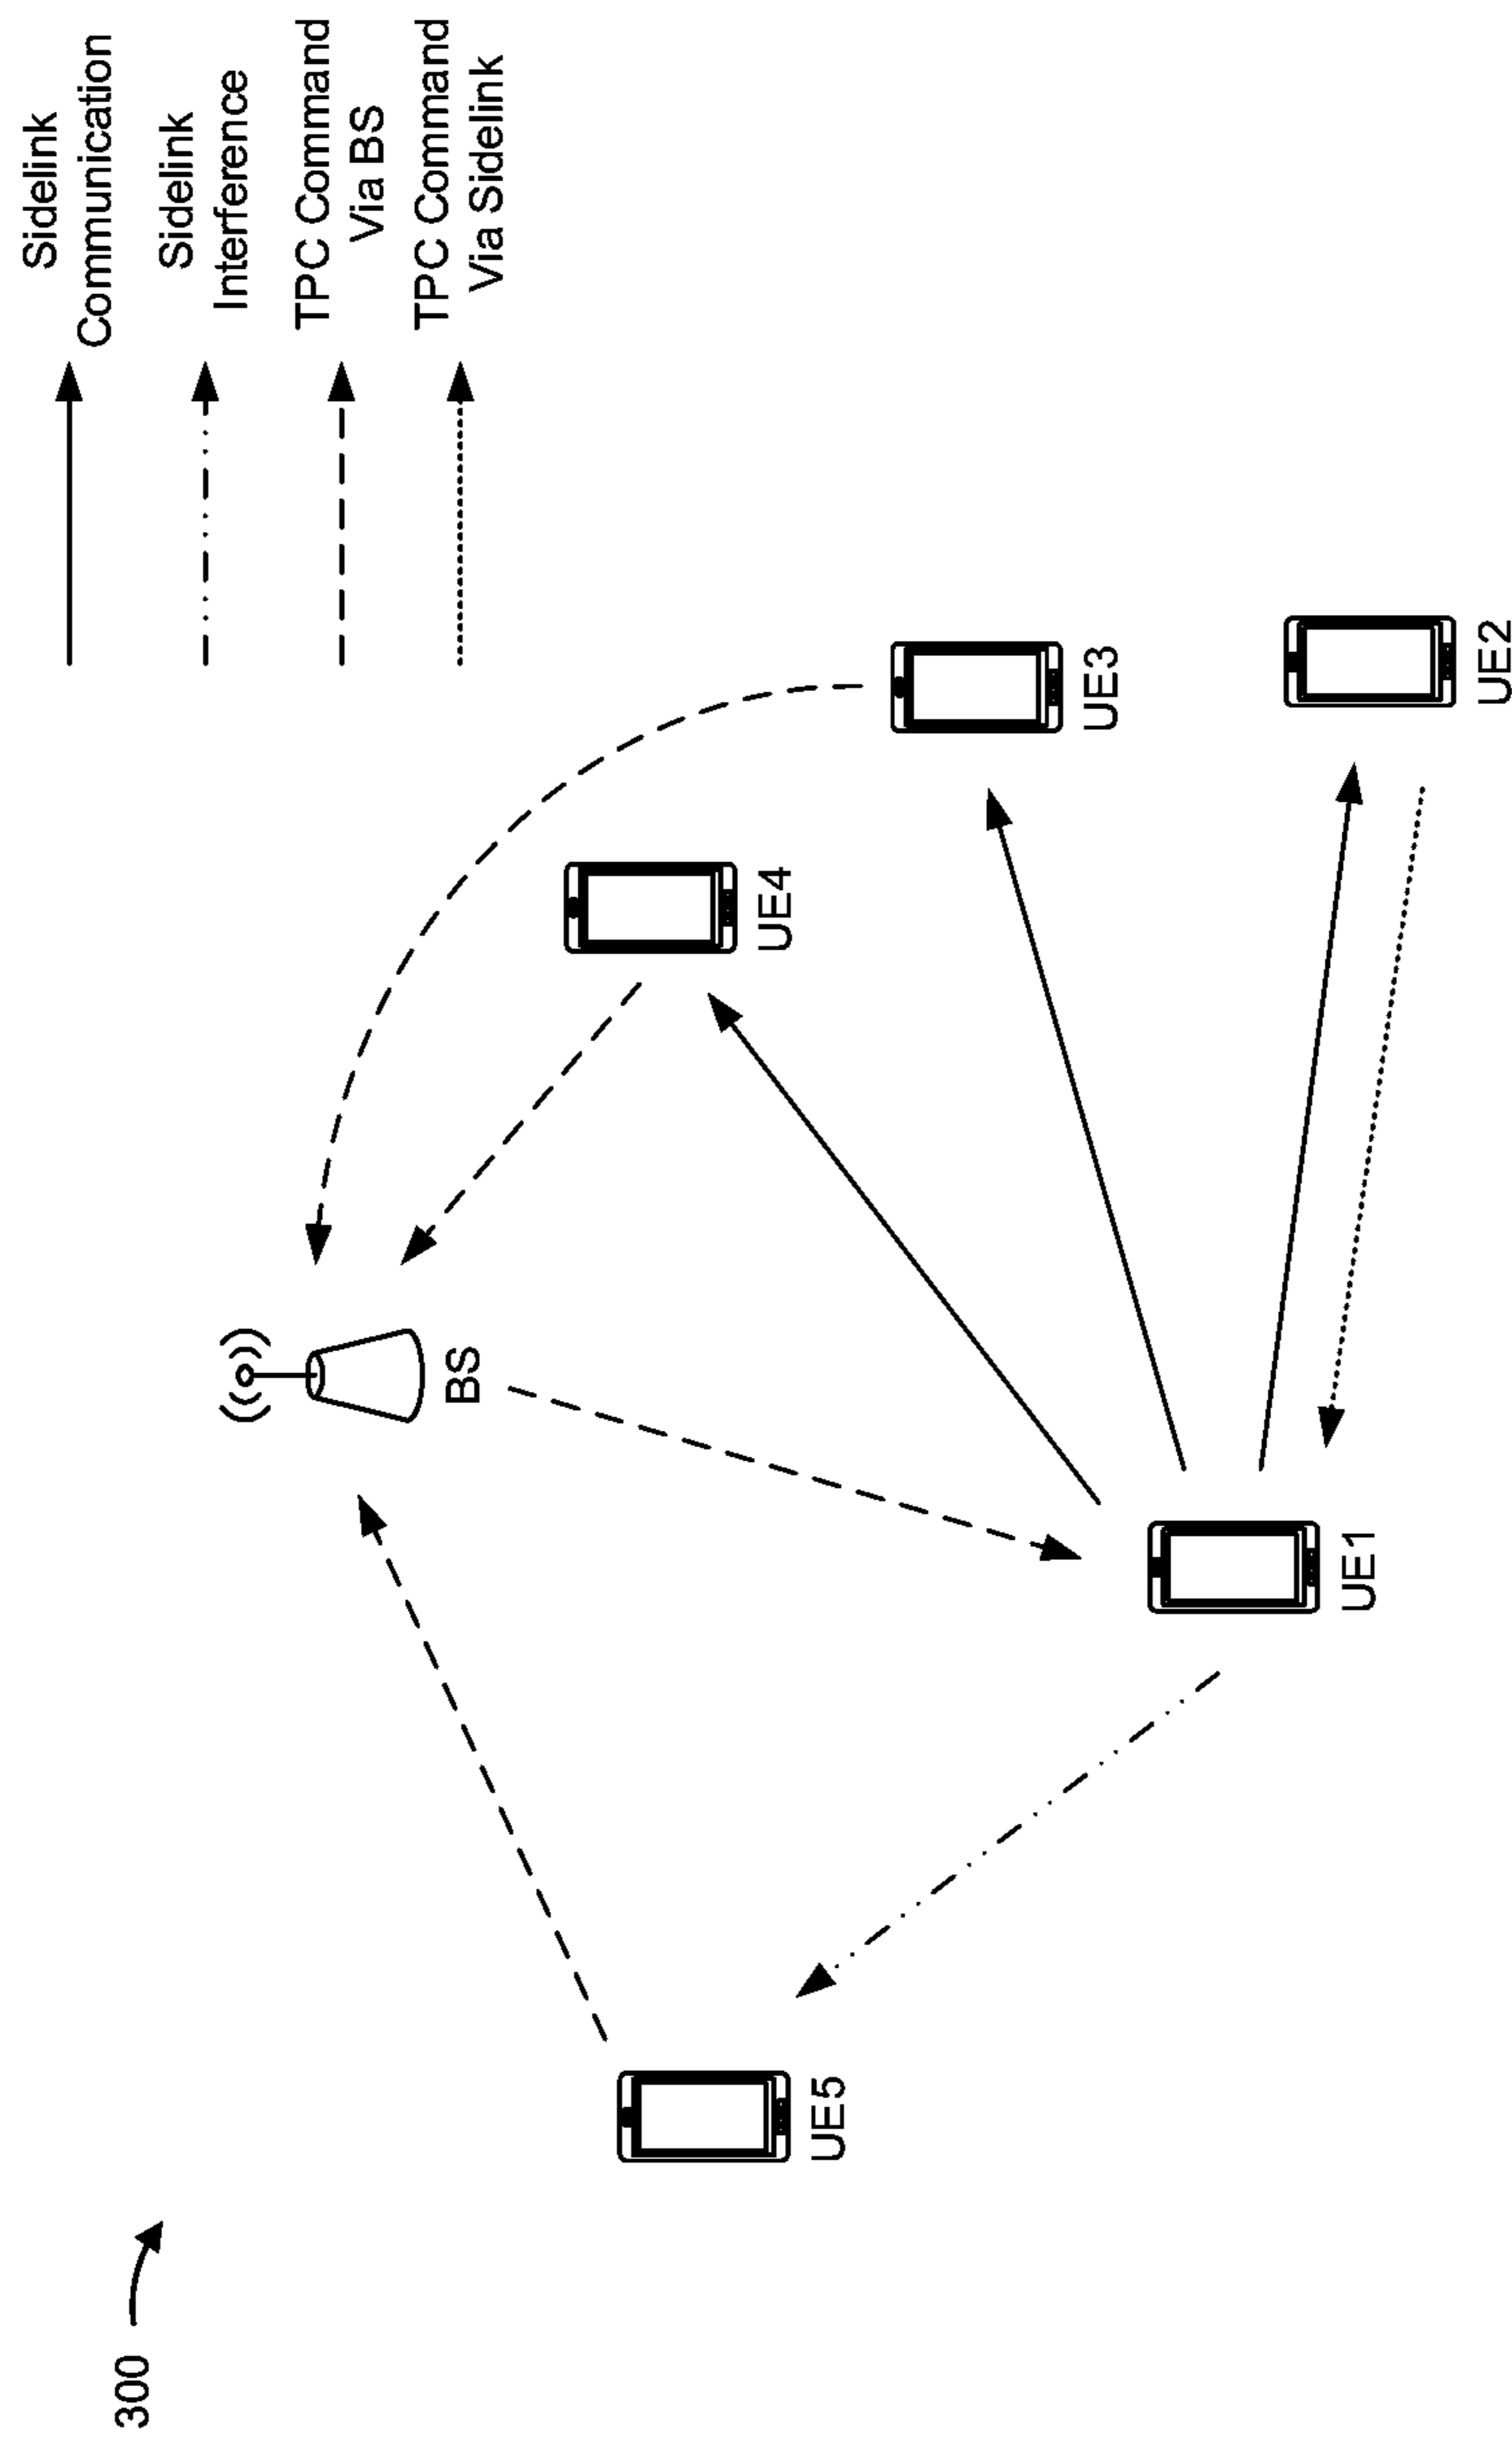 300
Sidelink
Communication
Sidelink
Interference
TPC Command
Via BS
TPC Command
Via Sidelink
BS
UE5
UE4
UE3
UE1
UE2